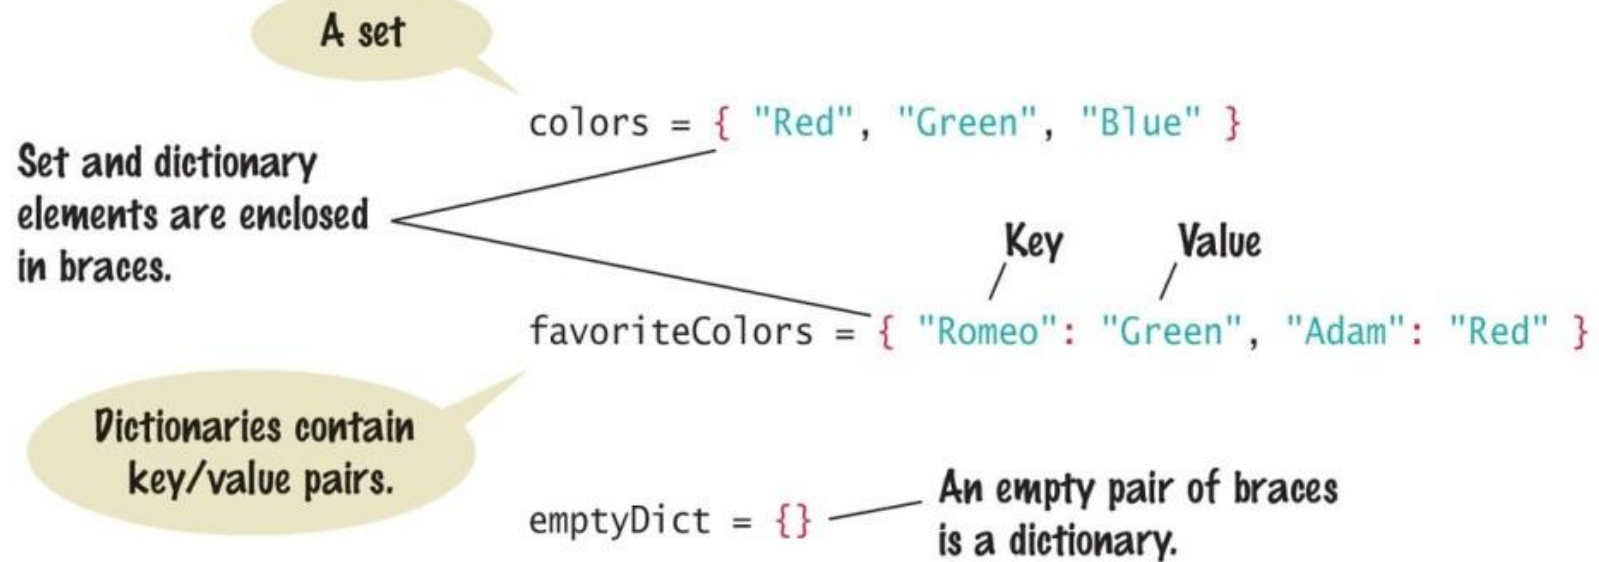 A set
colors = { "Red", "Green", "Blue" }
Set and dictionary
elements are enclosed
in braces.
Key
Value
favoriteColors = { "Romeo": "Green", "Adam": "Red" }
Dictionaries contain
key/value pairs.
emptyDict = {}
An empty pair of braces
is a dictionary.